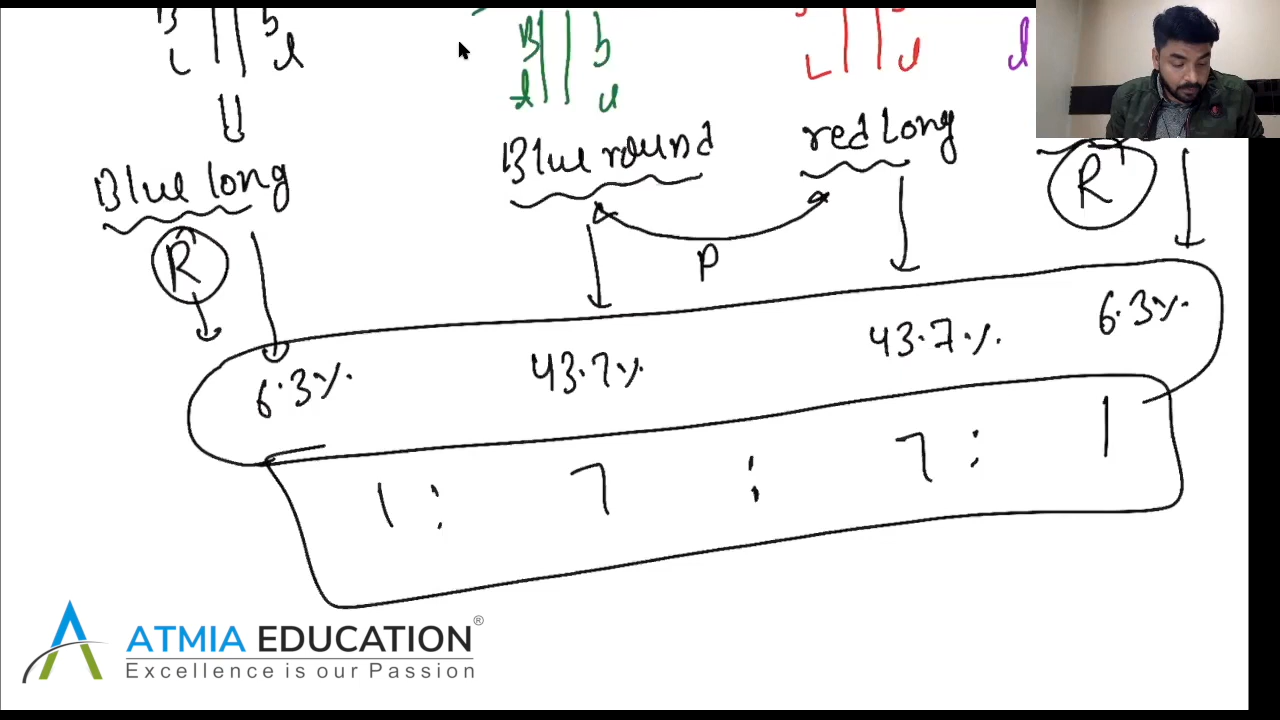 B b
L l
B b
l l
L l
l
Blue long
Blue round
red Long
R
R
P
6.3%
43.7%
43.7%
6.3%
1 : 7 : 7 : 1
ATMIA EDUCATION®
Excellence is our Passion